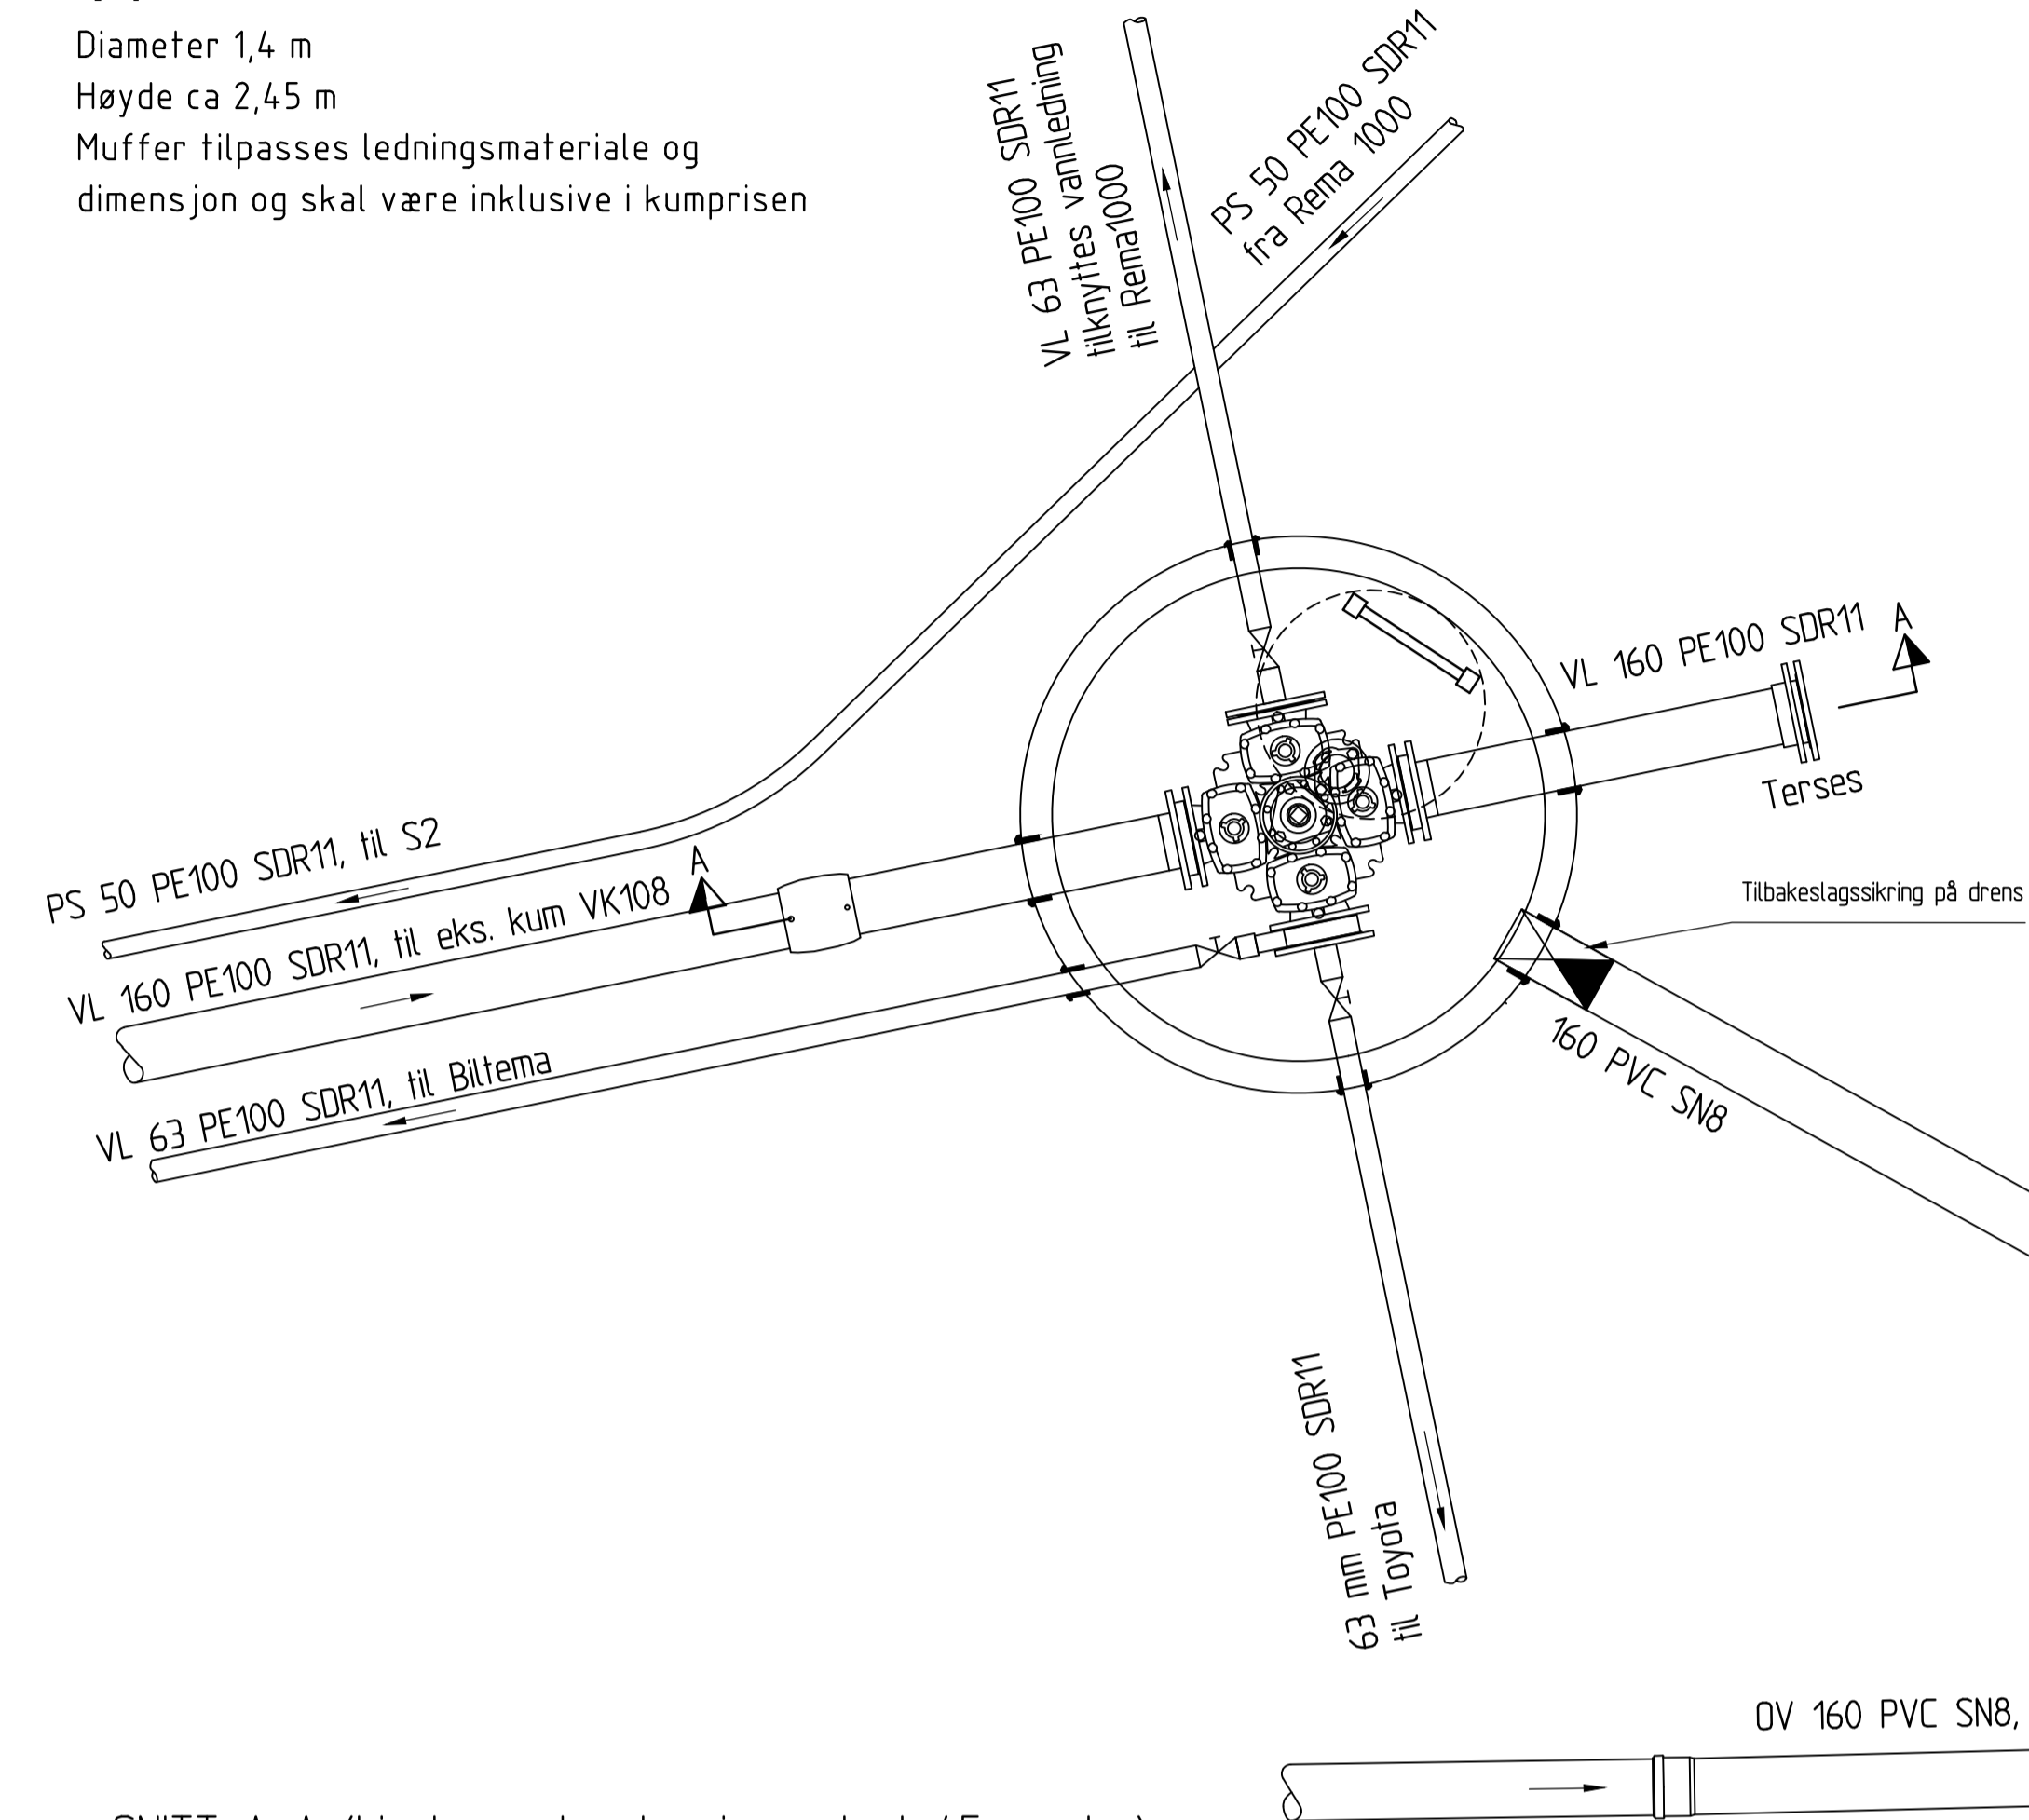 Diameter 1,4 m
Høyde ca 2,45 m
Muffer tilpasses ledningsmateriale og
dimensjon og skal være inklusive i kumprisen
VL 63 PE100 SDR11
tilknyttes vannledning
til Rema1000
PS 50 PE100 SDR11
fra Rema 1000
VL 160 PE100 SDR11
A
Terses
PS 50 PE100 SDR11, til S2
A
VL 160 PE100 SDR11, til eks. kum VK108
Tilbakeslagssikring på drens
VL 63 PE100 SDR11, til Biltema
160 PVC SN8
63 mm PE100 SDR11
til Toyota
OV 160 PVC SN8,